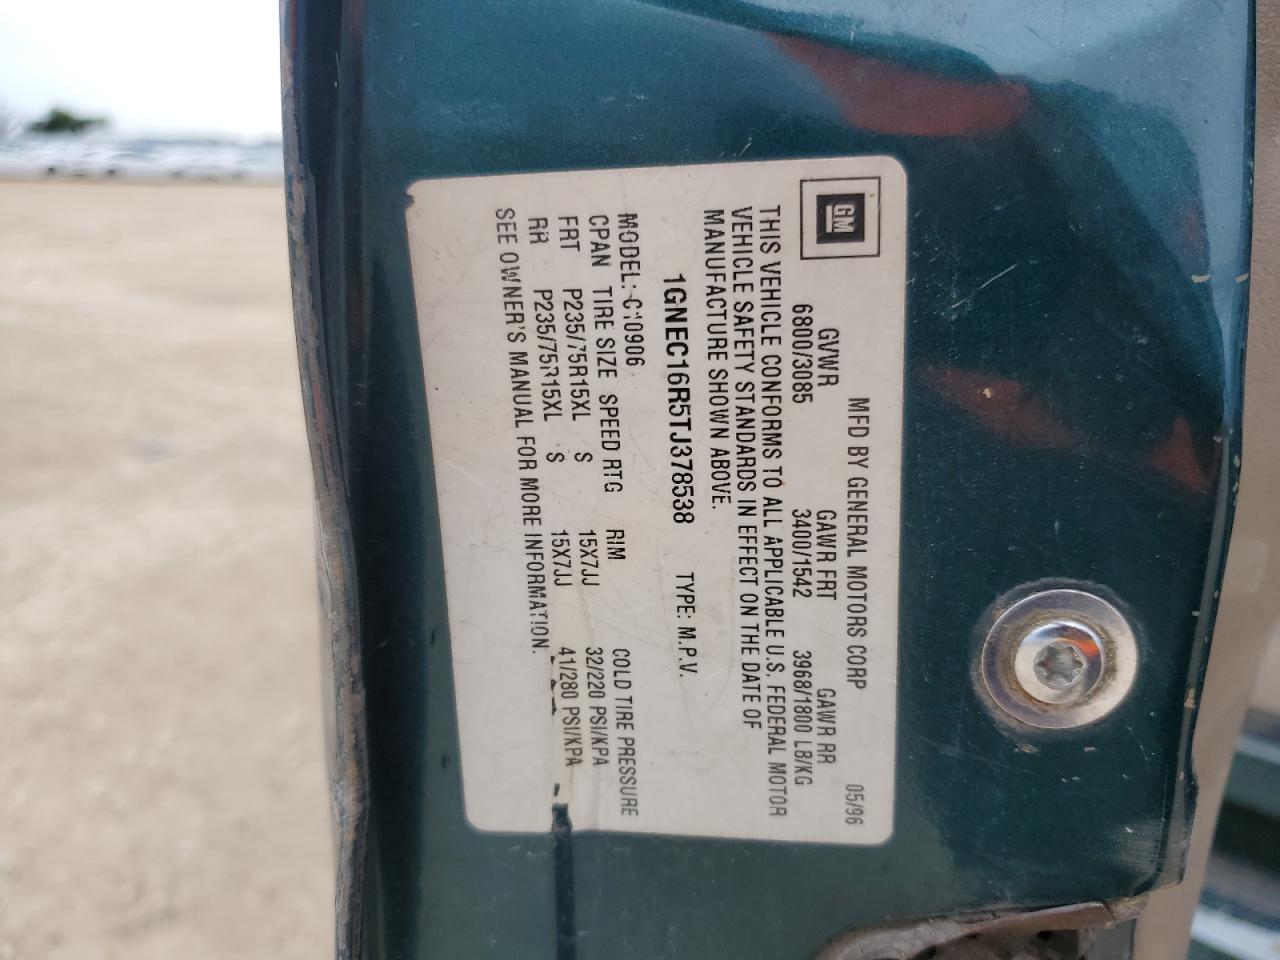 GM
MFD BY GENERAL MOTORS CORP 05/96
GVWR GAWR FRT GAWR RR
6800/3085 3400/1542 3968/1800 LB/KG
THIS VEHICLE CONFORMS TO ALL APPLICABLE U.S. FEDERAL MOTOR
VEHICLE SAFETY STANDARDS IN EFFECT ON THE DATE OF
MANUFACTURE SHOWN ABOVE.
1GNEC16R5TJ378538 TYPE: M.P.V.
MODEL: C10906
CPAN TIRE SIZE SPEED RTG RIM COLD TIRE PRESSURE
FRT P235/75R15XL S 15X7JJ 32/220 PSI/KPA
RR P235/75R15XL S 15X7JJ 41/280 PSI/KPA
SEE OWNER'S MANUAL FOR MORE INFORMATION.